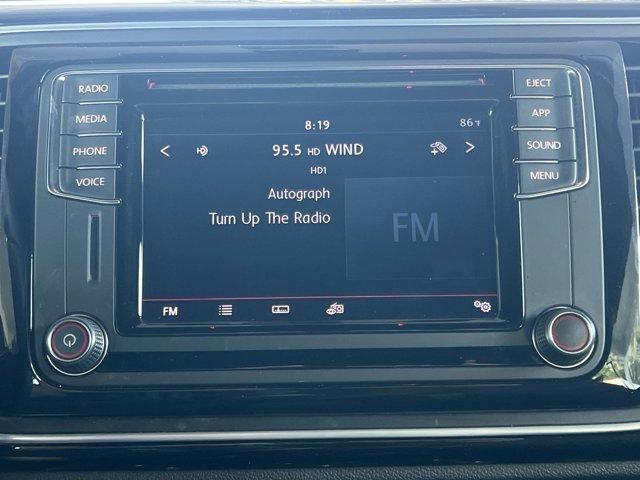 RADIO
MEDIA
PHONE
VOICE
EJECT
APP
SOUND
MENU
8:19
86°F
< 95.5 HD WIND >
HD1
Autograph
Turn Up The Radio
FM
FM